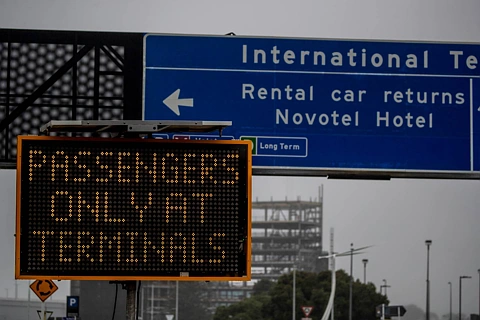 International Te
Rental car returns
Novotel Hotel
Long Term
PASSENGERS
ONLY AT
TERMINALS
P